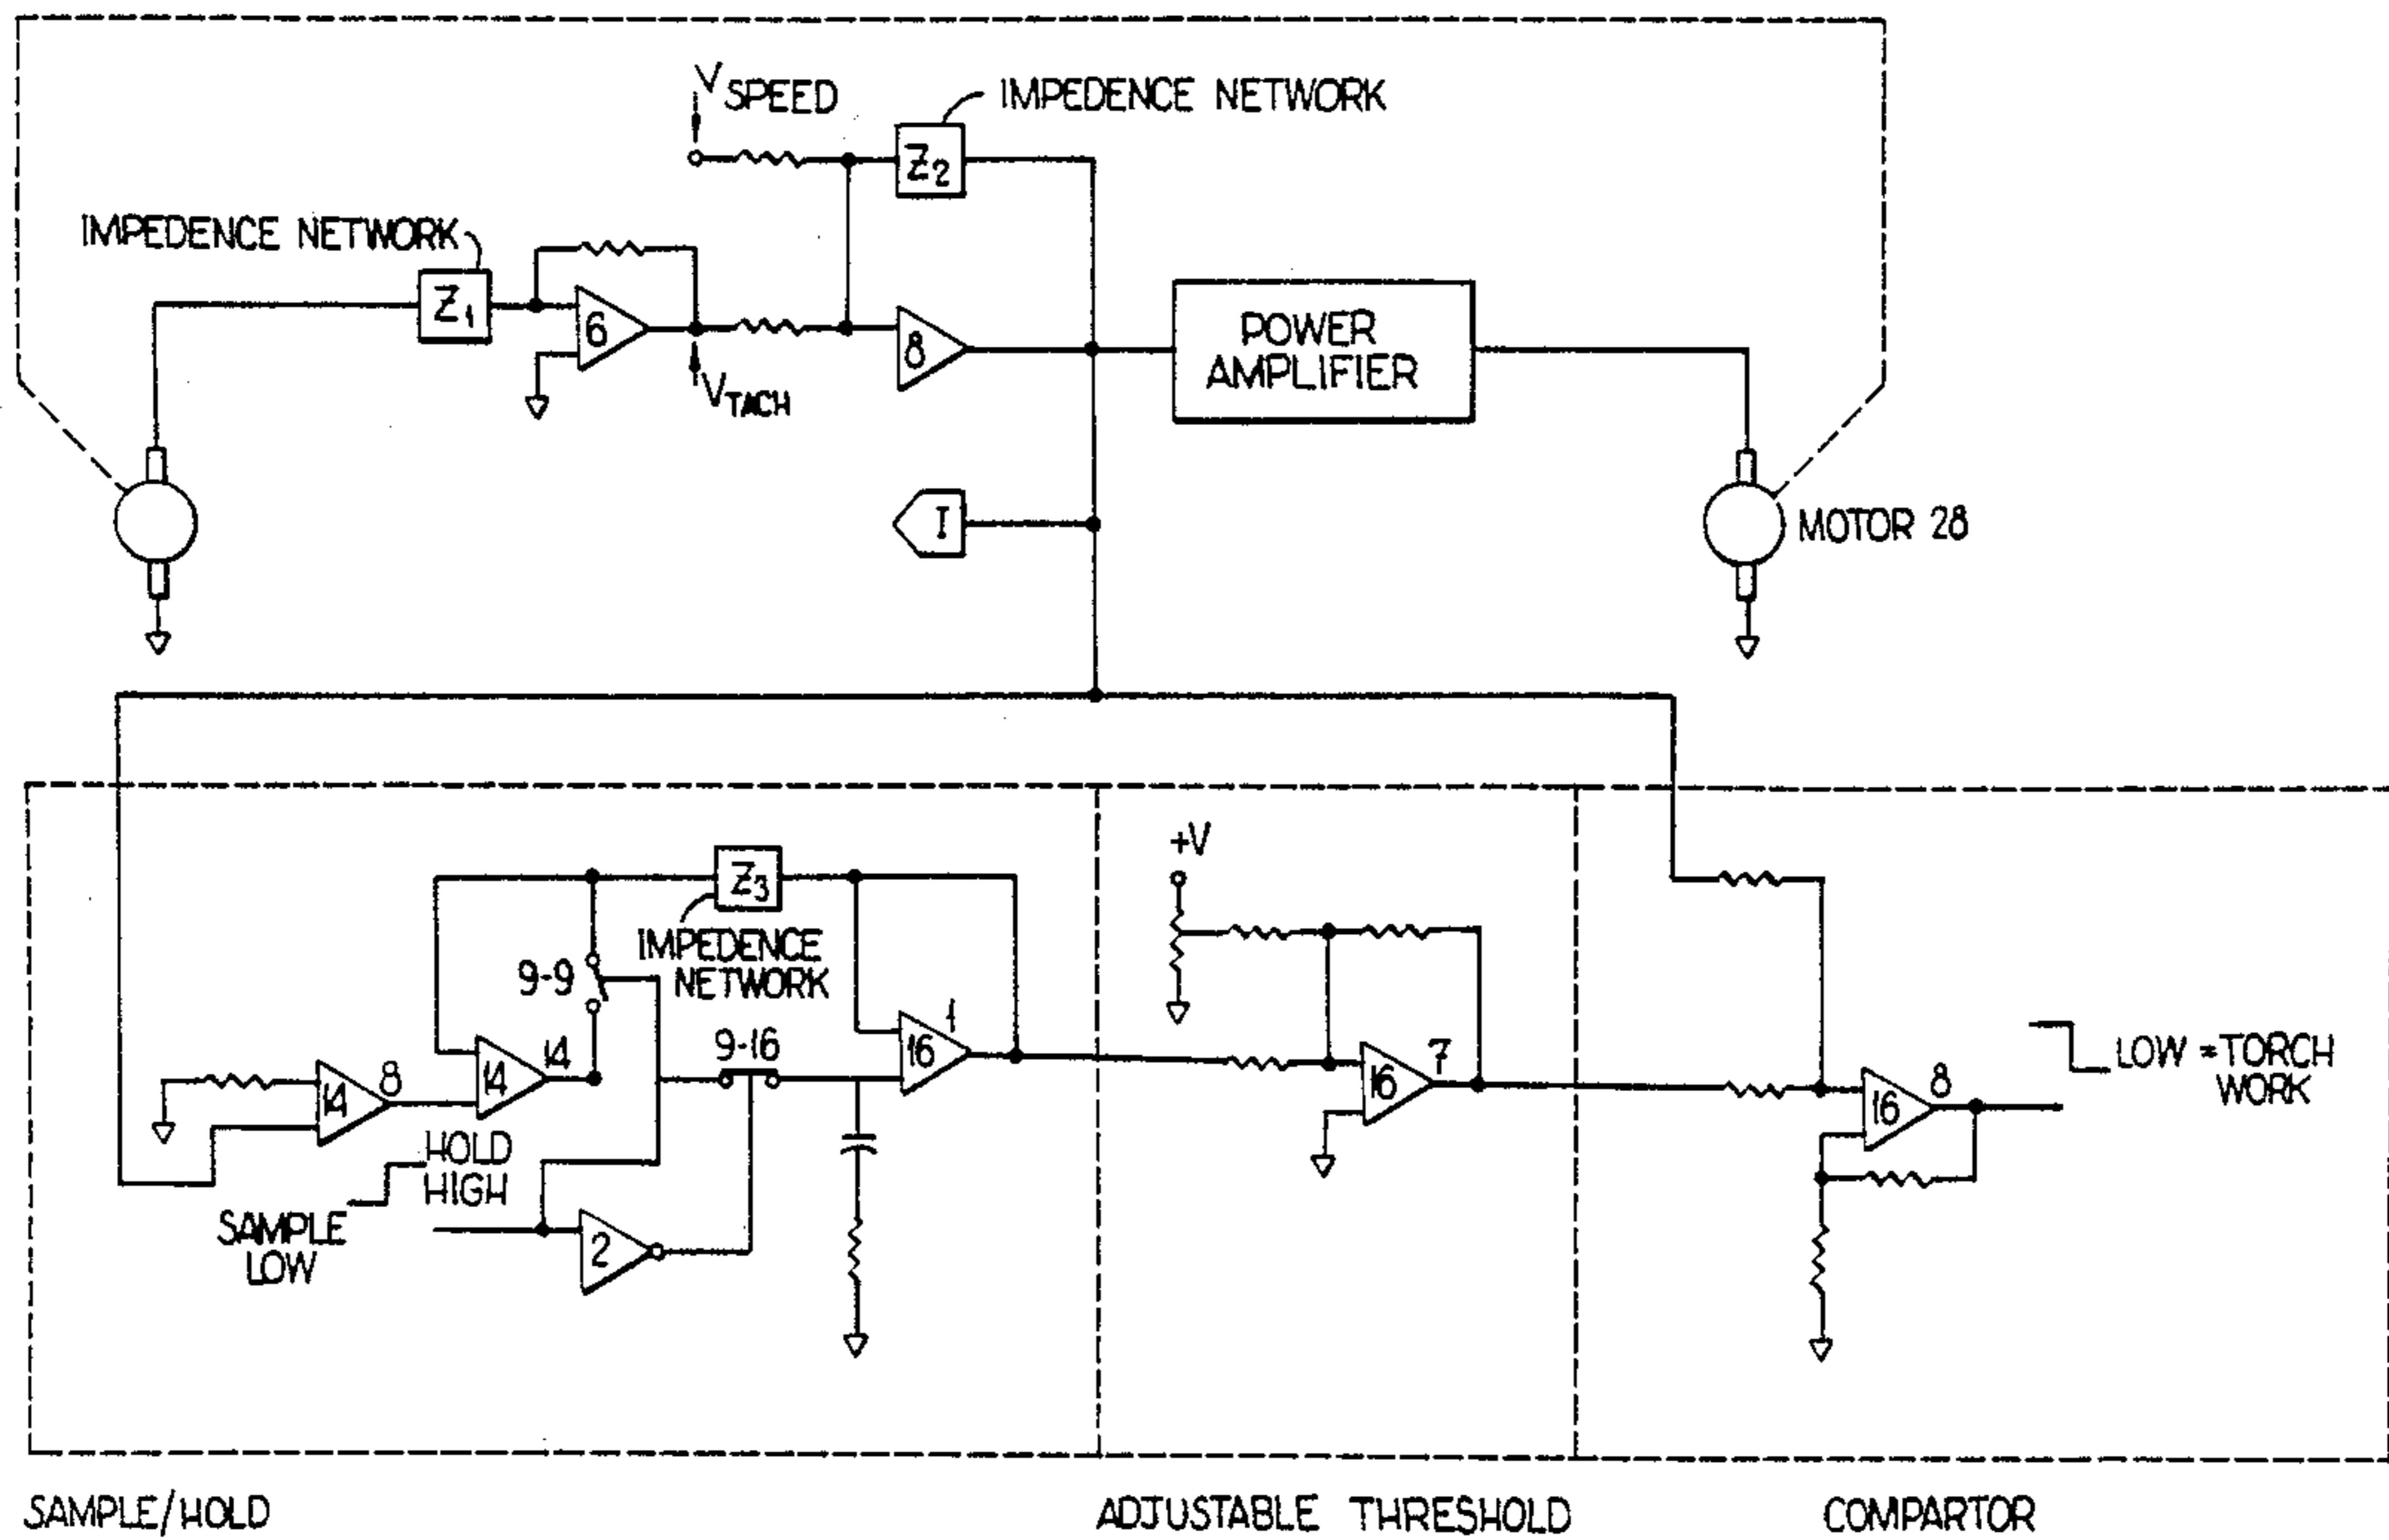 V SPEED
IMPEDENCE NETWORK
Z2
IMPEDENCE NETWORK
Z1
6
8
POWER
AMPLIFIER
VTACH
I
MOTOR 28
+V
Z3
IMPEDENCE
NETWORK
9-9
9-16
1
16
14
14
8
14
7
16
8
16
LOW = TORCH
WORK
HOLD
HIGH
SAMPLE
LOW
2
SAMPLE/HOLD
ADJUSTABLE THRESHOLD
COMPARTOR